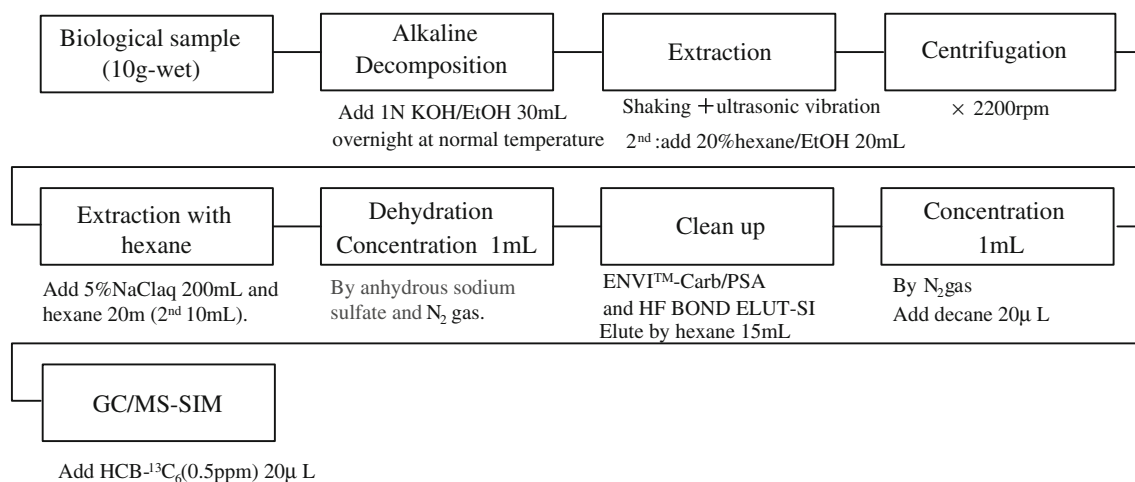 Biological sample
(10g-wet)
Alkaline
Decomposition
Add 1N KOH/EtOH 30mL
overnight at normal temperature
Extraction
Shaking +ultrasonic vibration
2nd :add 20%hexane/EtOH 20mL
Centrifugation
× 2200rpm
Extraction with
hexane
Add 5%NaClaq 200mL and
hexane 20m (2nd 10mL).
Dehydration
Concentration 1mL
By anhydrous sodium
sulfate and N2 gas.
Clean up
ENVI™-Carb/PSA
and HF BOND ELUT-SI
Elute by hexane 15mL
Concentration
1mL
By N2gas
Add decane 20μ L
GC/MS-SIM
Add HCB-13C6(0.5ppm) 20μ L